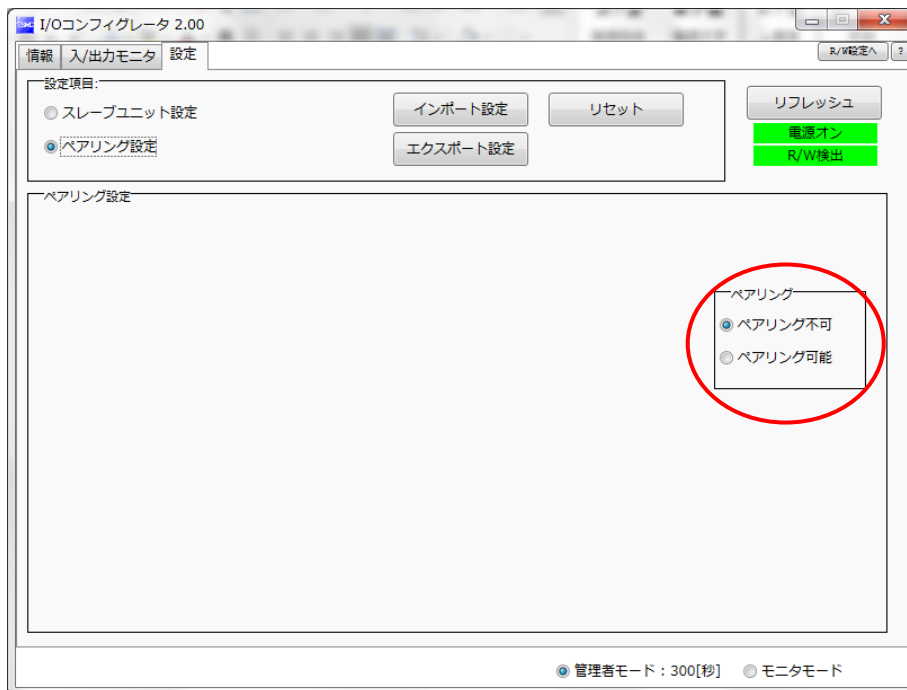 I/Oコンフィグレータ 2.00
情報 入/出力モニタ 設定 R/W設定へ ?
設定項目:
スレーブユニット設定 インポート設定 リセット リフレッシュ
ペアリング設定 エクスポート設定 電源オン
R/W検出
ペアリング設定
ペアリング
ペアリング不可
ペアリング可能
管理者モード：300[秒] モニタモード